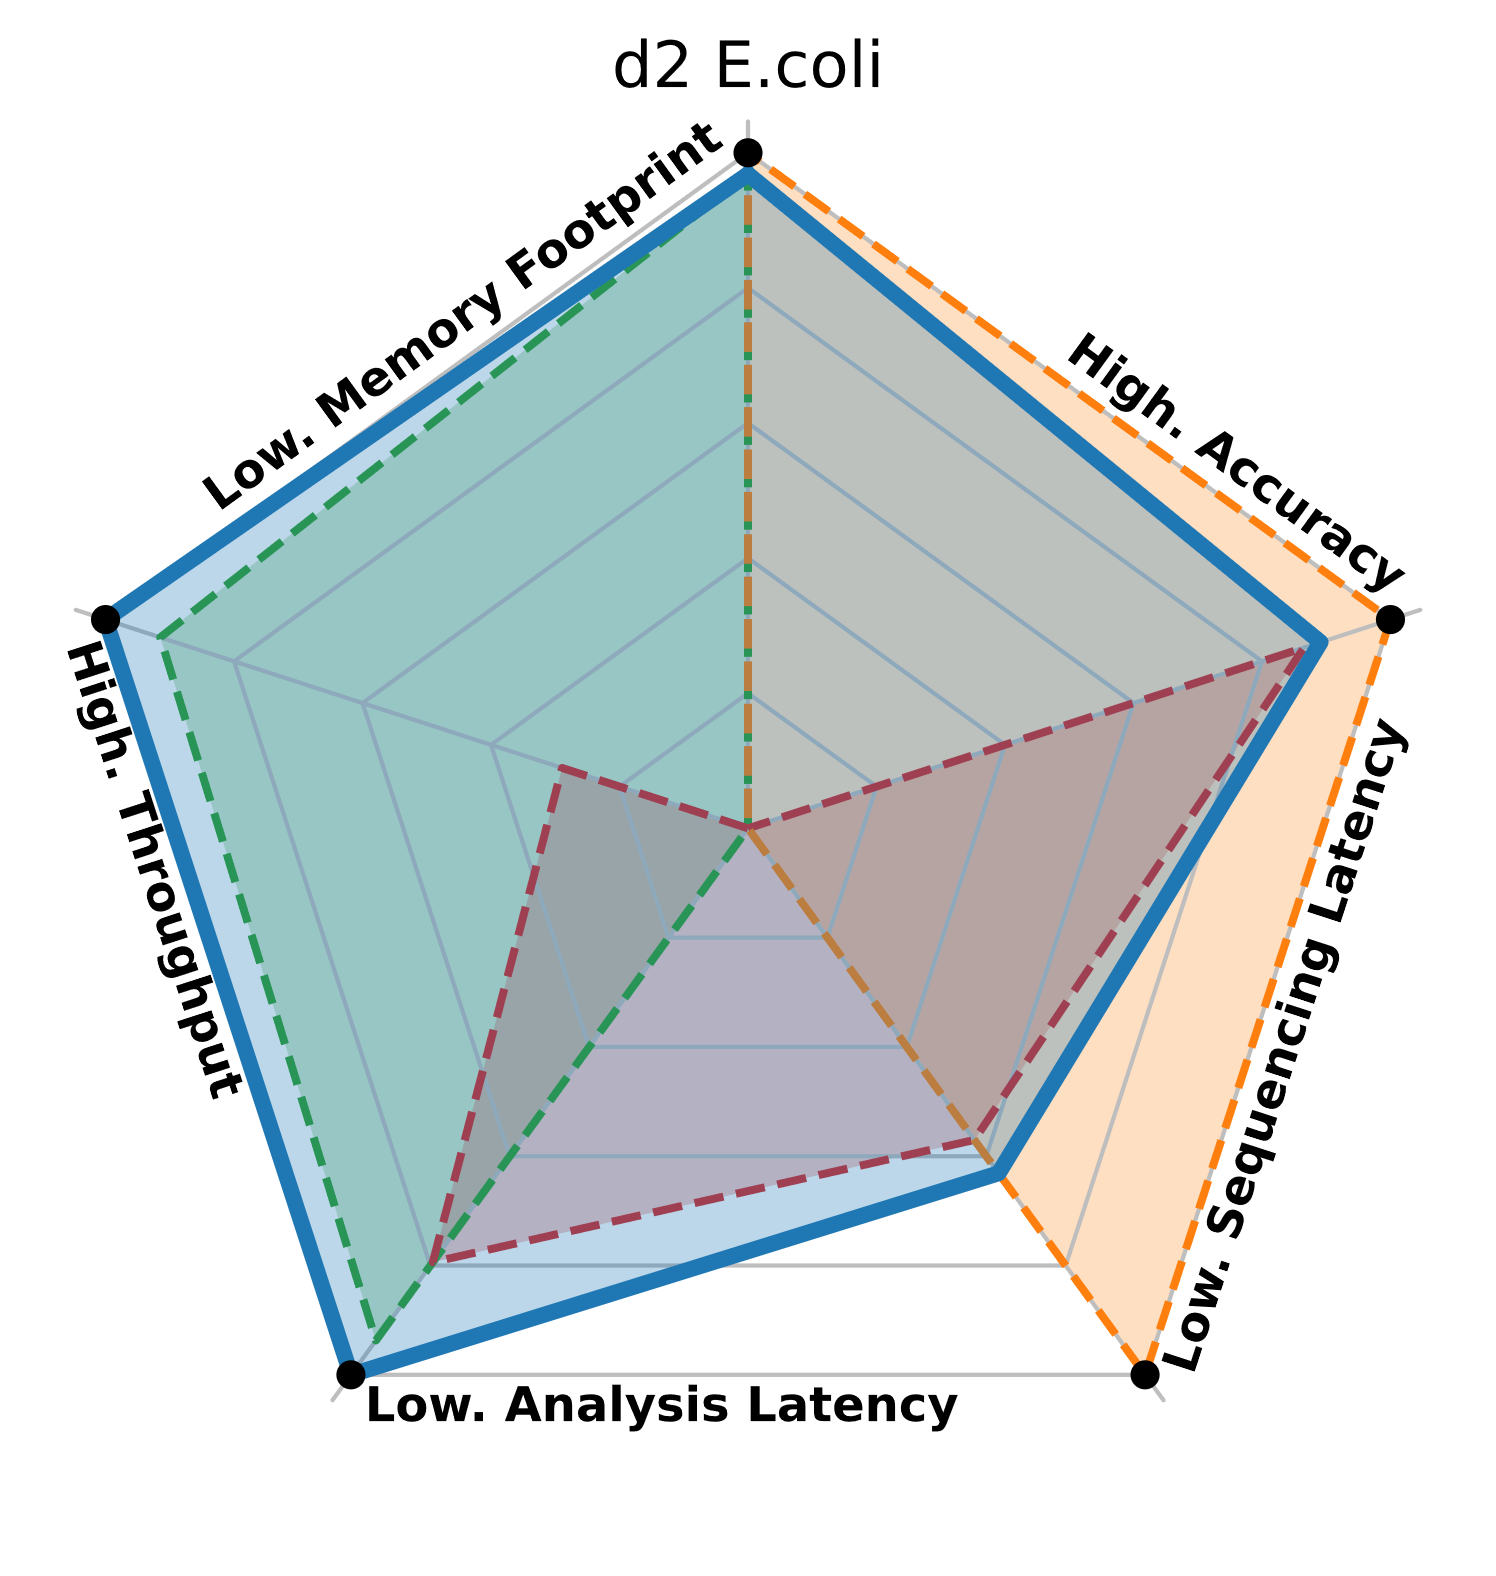 d2 E.coli
Low. Memory Footprint
High. Accuracy
High. Throughput
Low. Sequencing Latency
Low. Analysis Latency